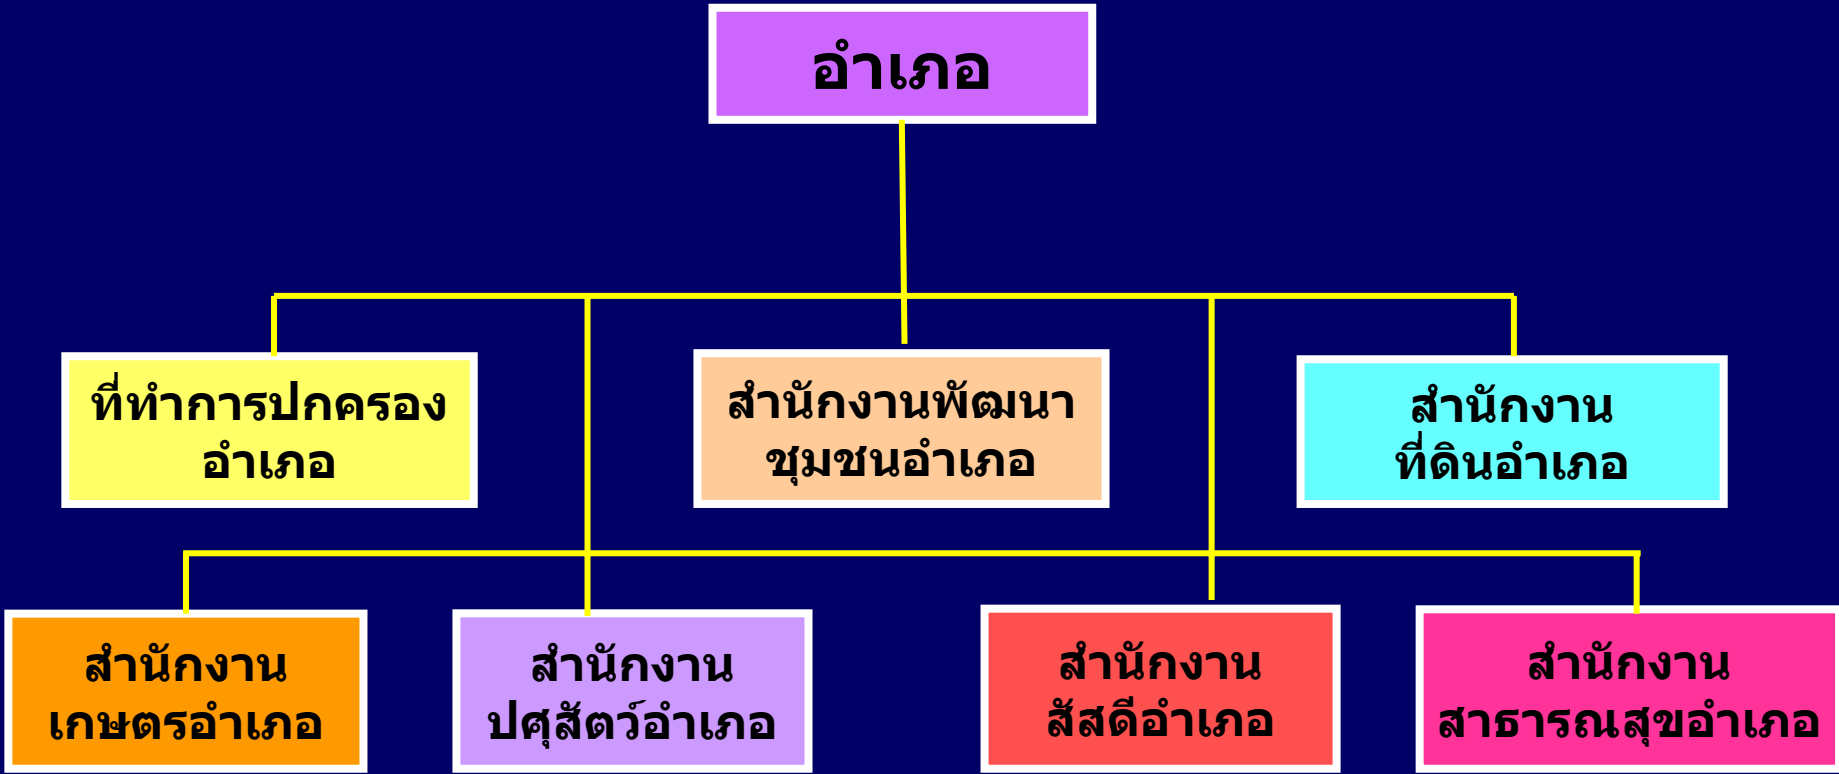 อำเภอ
ที่ทำการปกครอง
อำเภอ
สำนักงานพัฒนา
ชุมชนอำเภอ
สำนักงาน
ที่ดินอำเภอ
สำนักงาน
เกษตรอำเภอ
สำนักงาน
ปศุสัตว์อำเภอ
สำนักงาน
สัสดีอำเภอ
สำนักงาน
สาธารณสุขอำเภอ